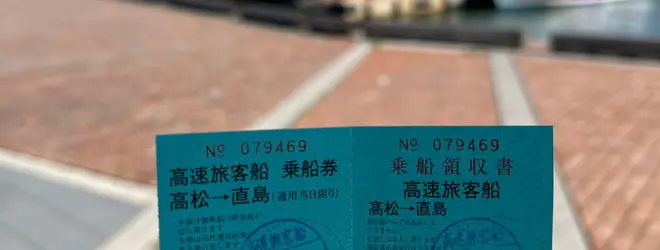 No 079469
高速旅客船 乗船券
高松→直島(通用当日限り)
No 079469
乗船領収書
高速旅客船
高松→直島